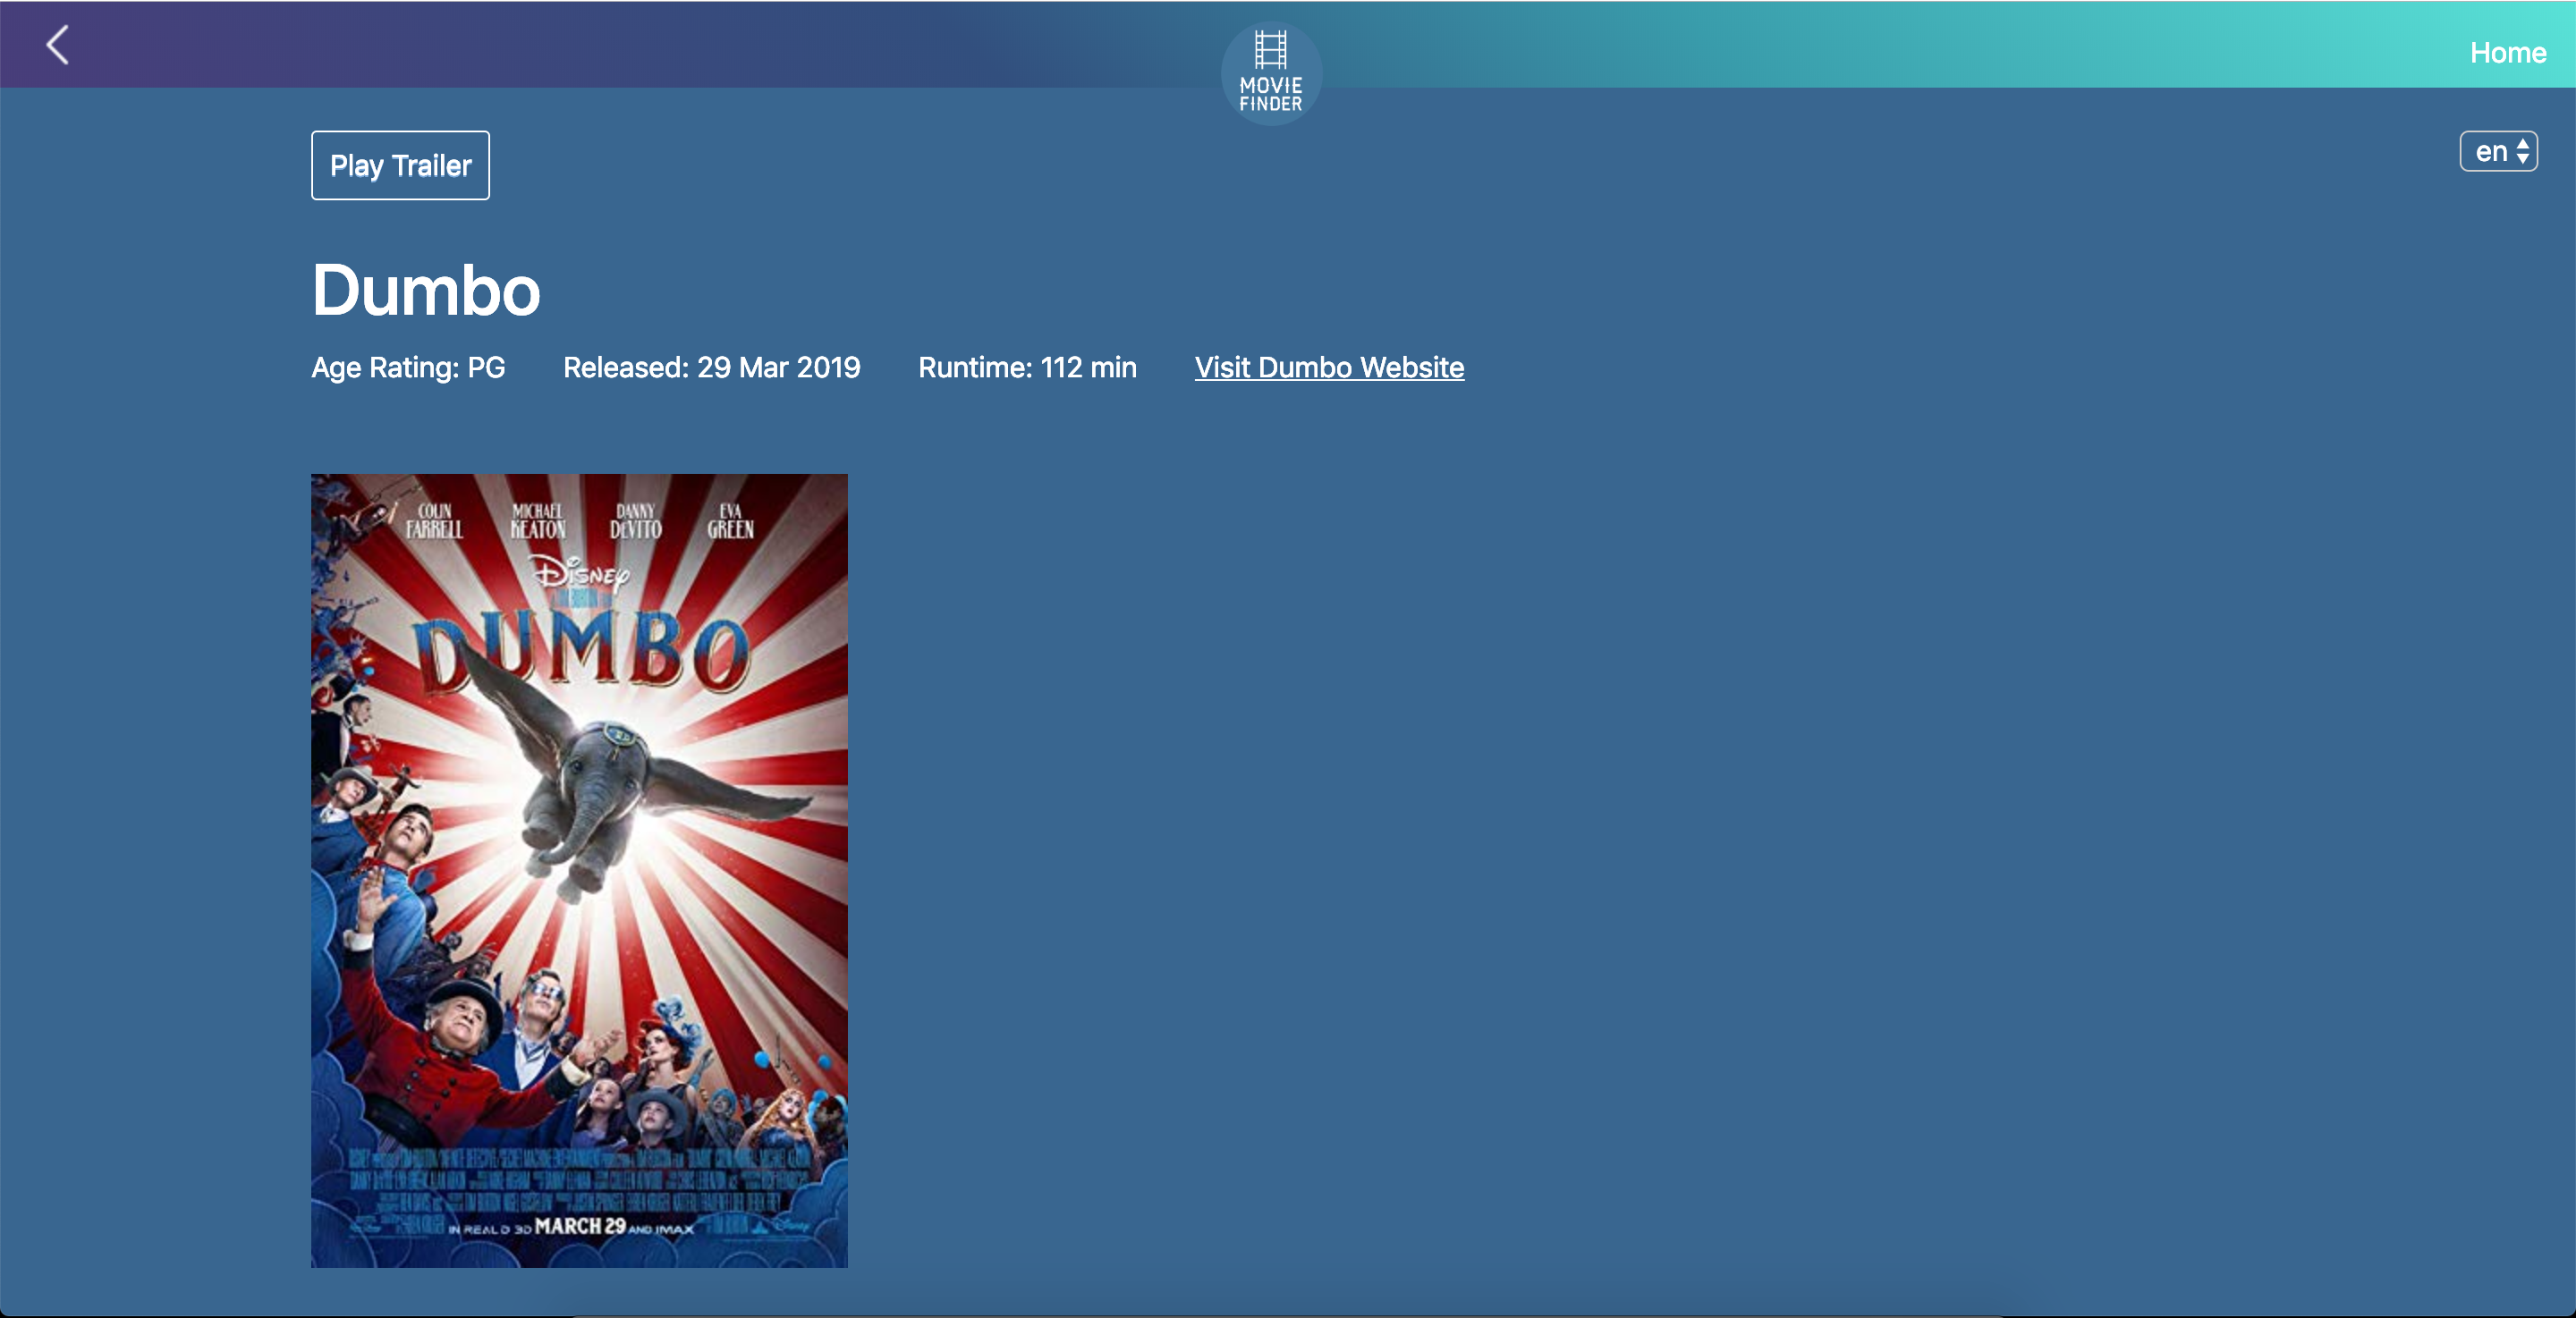 Home
MOVIE
FINDER
Play Trailer
en
Dumbo
Age Rating: PG Released: 29 Mar 2019 Runtime: 112 min Visit Dumbo Website
COLIN FARRELL
MICHAEL KEATON
DANNY DEVITO
EVA GREEN
Disney
DUMBO
IN REAL D 3D MARCH 29 AND IMAX
Disney